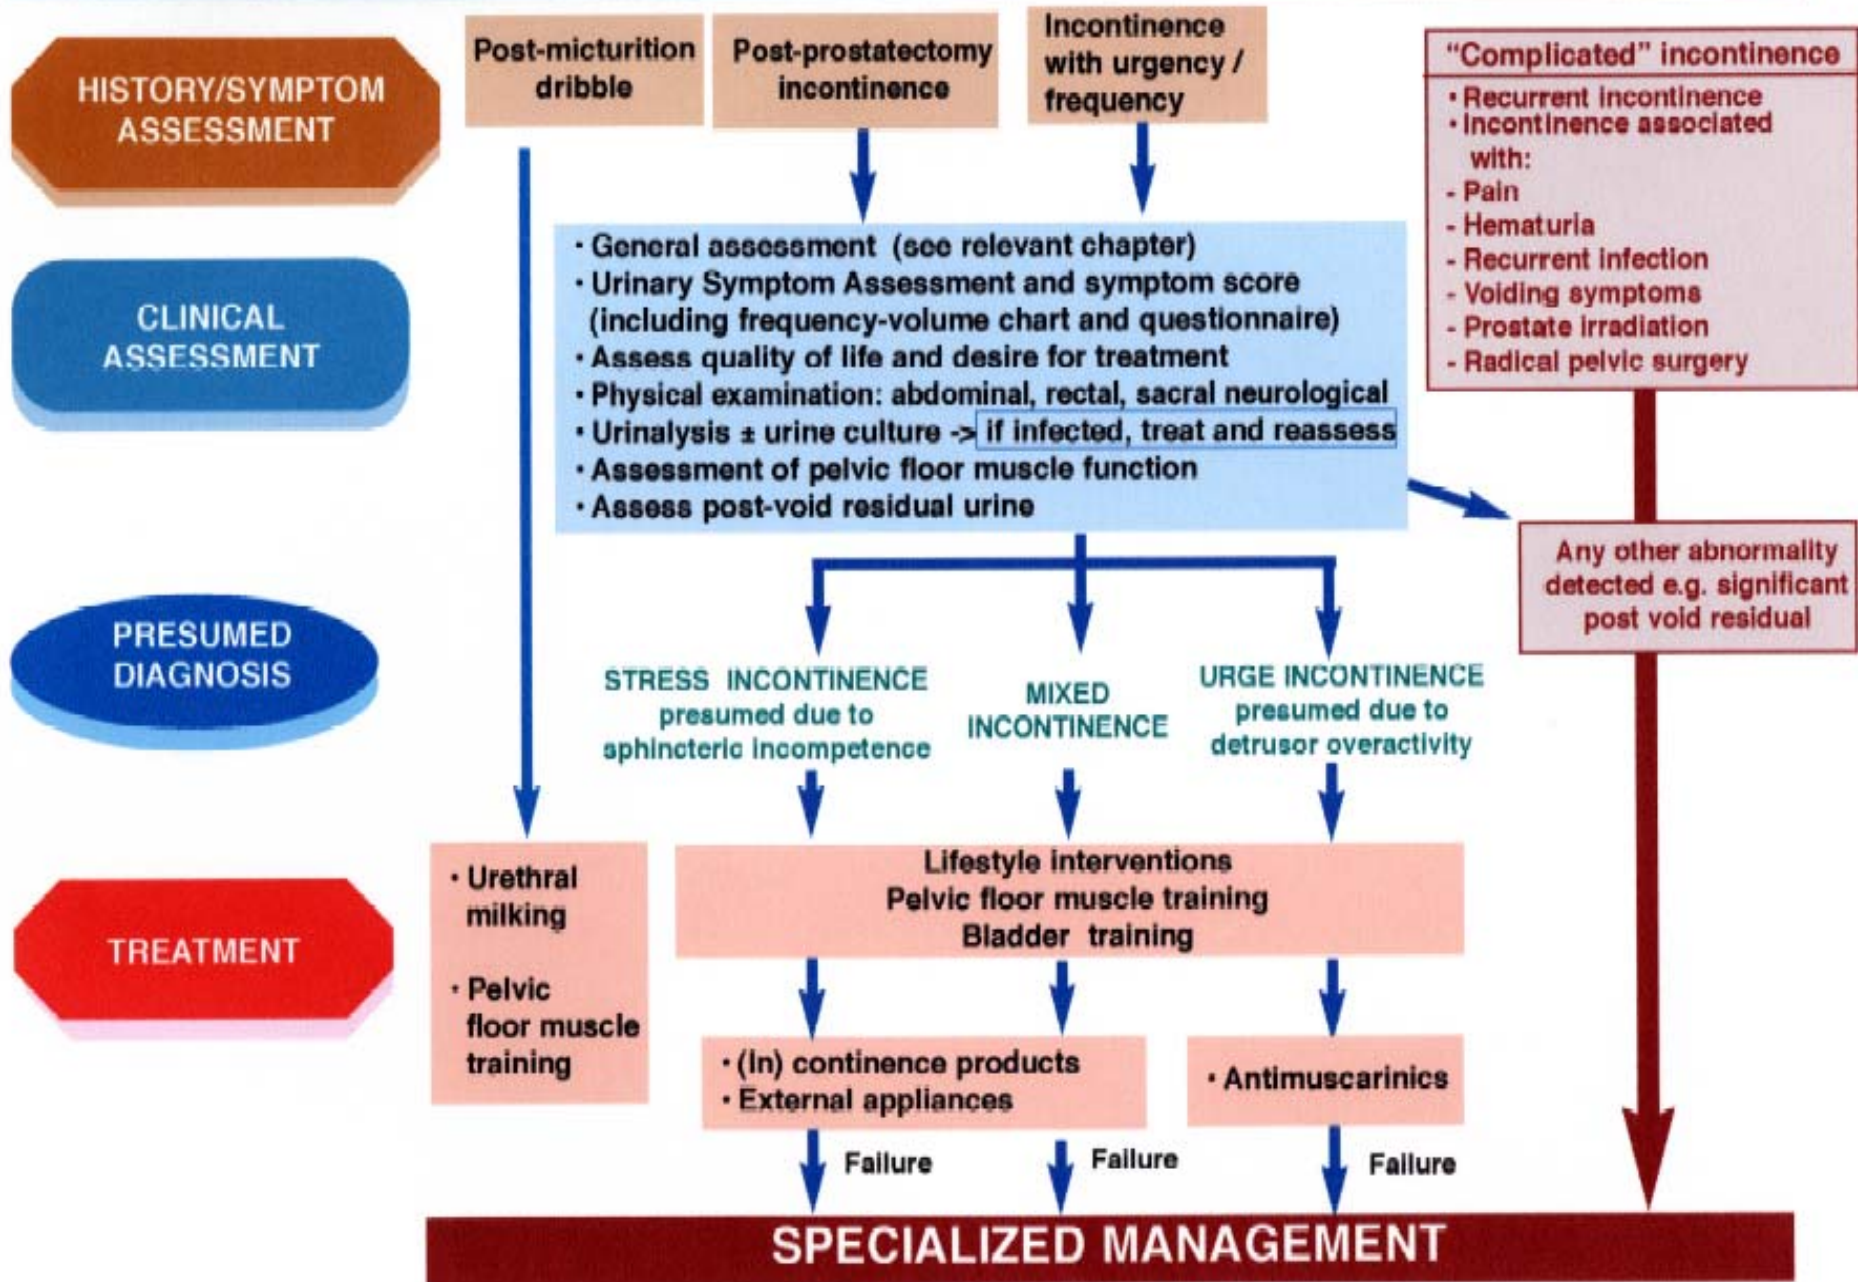 HISTORY/SYMPTOM
ASSESSMENT
Post-micturition
dribble
Post-prostatectomy
incontinence
Incontinence
with urgency /
frequency
“Complicated” incontinence
• Recurrent incontinence
• Incontinence associated
with:
- Pain
- Hematuria
- Recurrent infection
- Voiding symptoms
- Prostate irradiation
- Radical pelvic surgery
CLINICAL
ASSESSMENT
• General assessment (see relevant chapter)
• Urinary Symptom Assessment and symptom score
(including frequency-volume chart and questionnaire)
• Assess quality of life and desire for treatment
• Physical examination: abdominal, rectal, sacral neurological
• Urinalysis ± urine culture -> if infected, treat and reassess
• Assessment of pelvic floor muscle function
• Assess post-void residual urine
Any other abnormality
detected e.g. significant
post void residual
PRESUMED
DIAGNOSIS
STRESS INCONTINENCE
presumed due to
sphincteric incompetence
MIXED
INCONTINENCE
URGE INCONTINENCE
presumed due to
detrusor overactivity
TREATMENT
• Urethral
milking
• Pelvic
floor muscle
training
Lifestyle interventions
Pelvic floor muscle training
Bladder training
• (In) continence products
• External appliances
• Antimuscarinics
Failure
Failure
Failure
SPECIALIZED MANAGEMENT